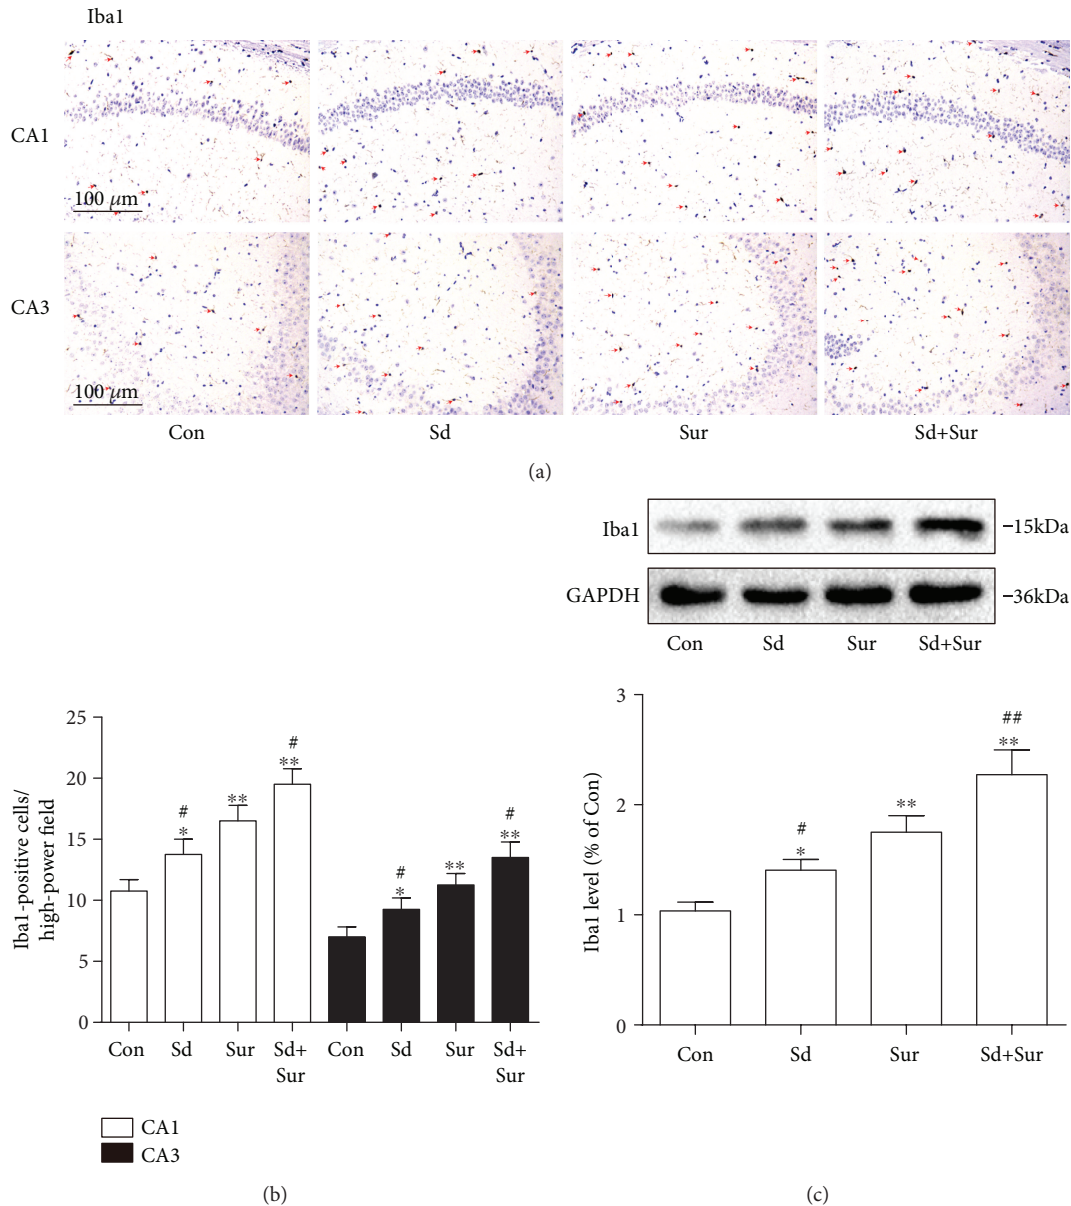 Iba1
CA1
100 μm
CA3
100 μm
Con Sd Sur Sd+Sur
(a)
Iba1 –15kDa
GAPDH –36kDa
Con Sd Sur Sd+Sur
Iba1-positive cells/
high-power field
25
20
15
10
5
0
#
*
**
#
**
#
*
**
#
**
Con Sd Sur Sd+ Con Sd Sur Sd+
Sur Sur
CA1
CA3
(b)
Iba1 level (% of Con)
3
2
1
0
#
*
**
##
**
Con Sd Sur Sd+Sur
(c)